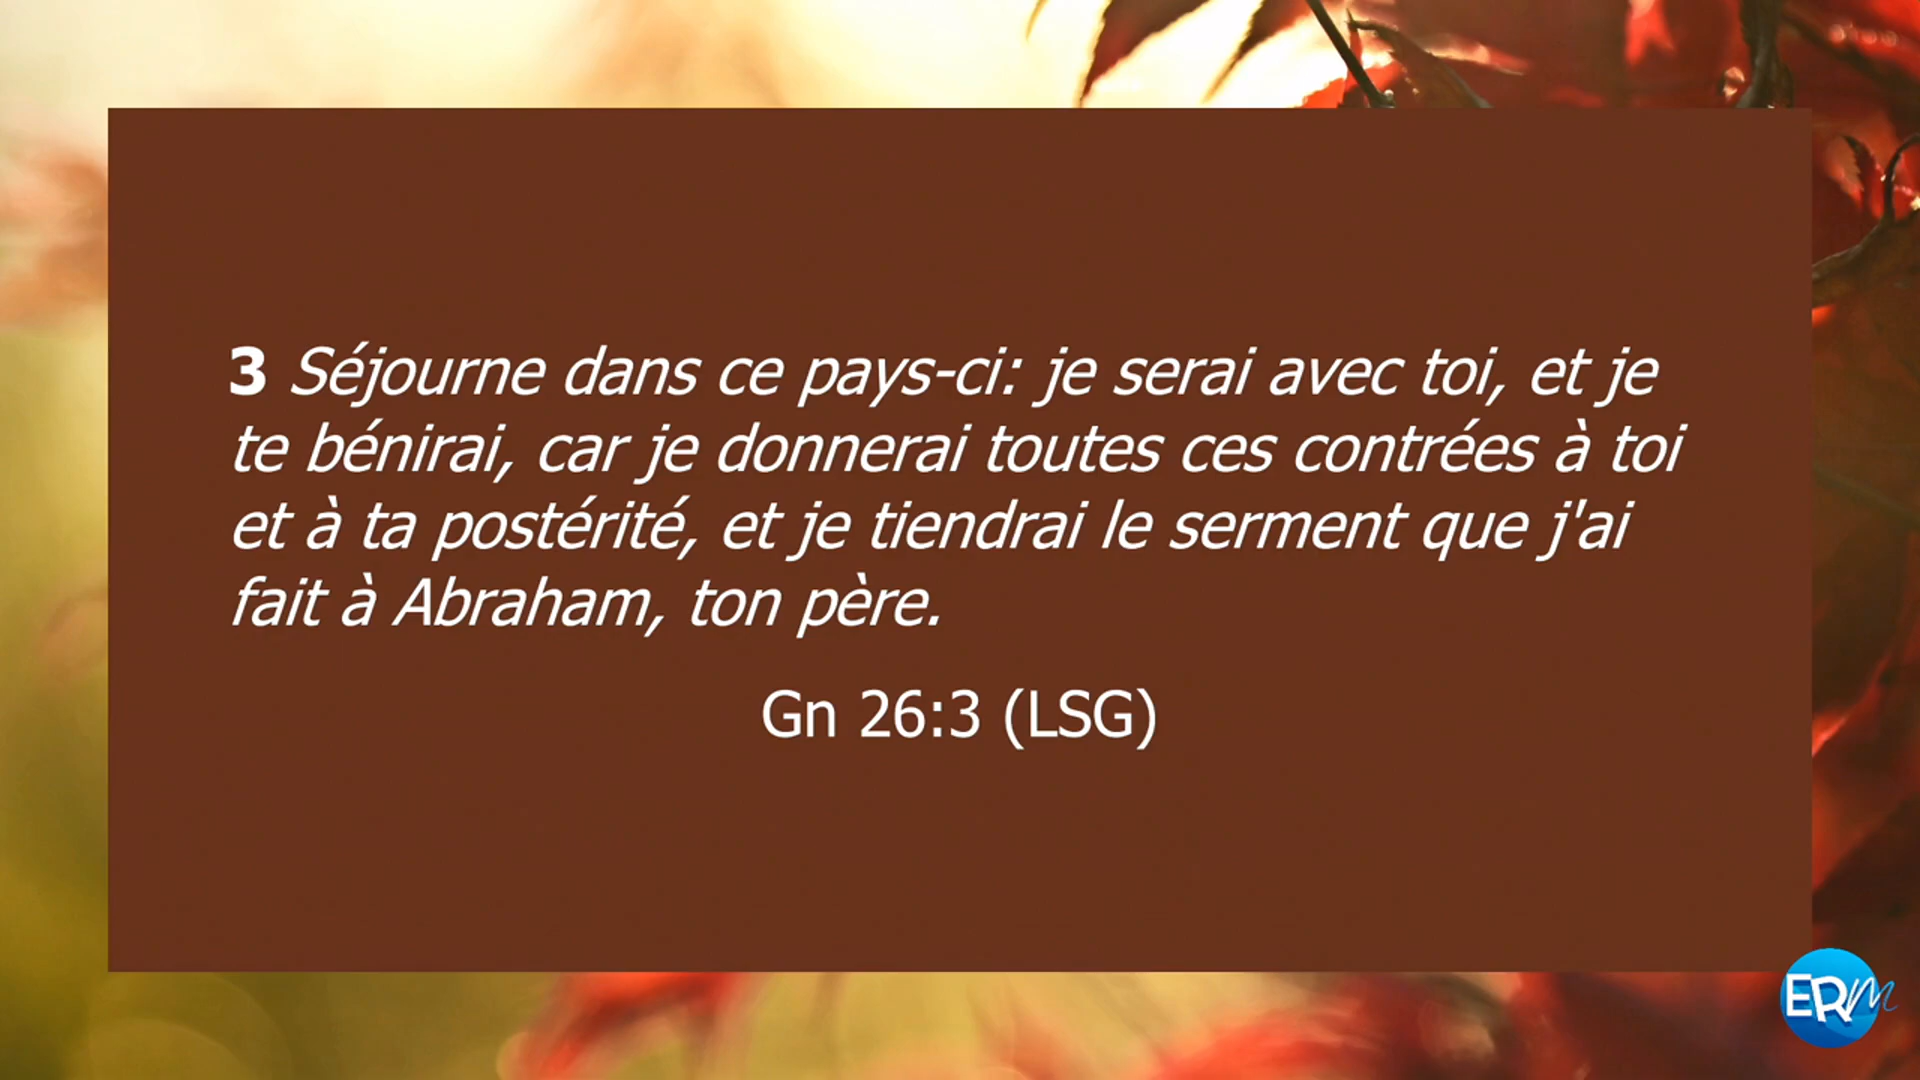 3 Séjourne dans ce pays-ci: je serai avec toi, et je
te bénirai, car je donnerai toutes ces contrées à toi
et à ta postérité, et je tiendrai le serment que j'ai
fait à Abraham, ton père.
Gn 26:3 (LSG)
ERm